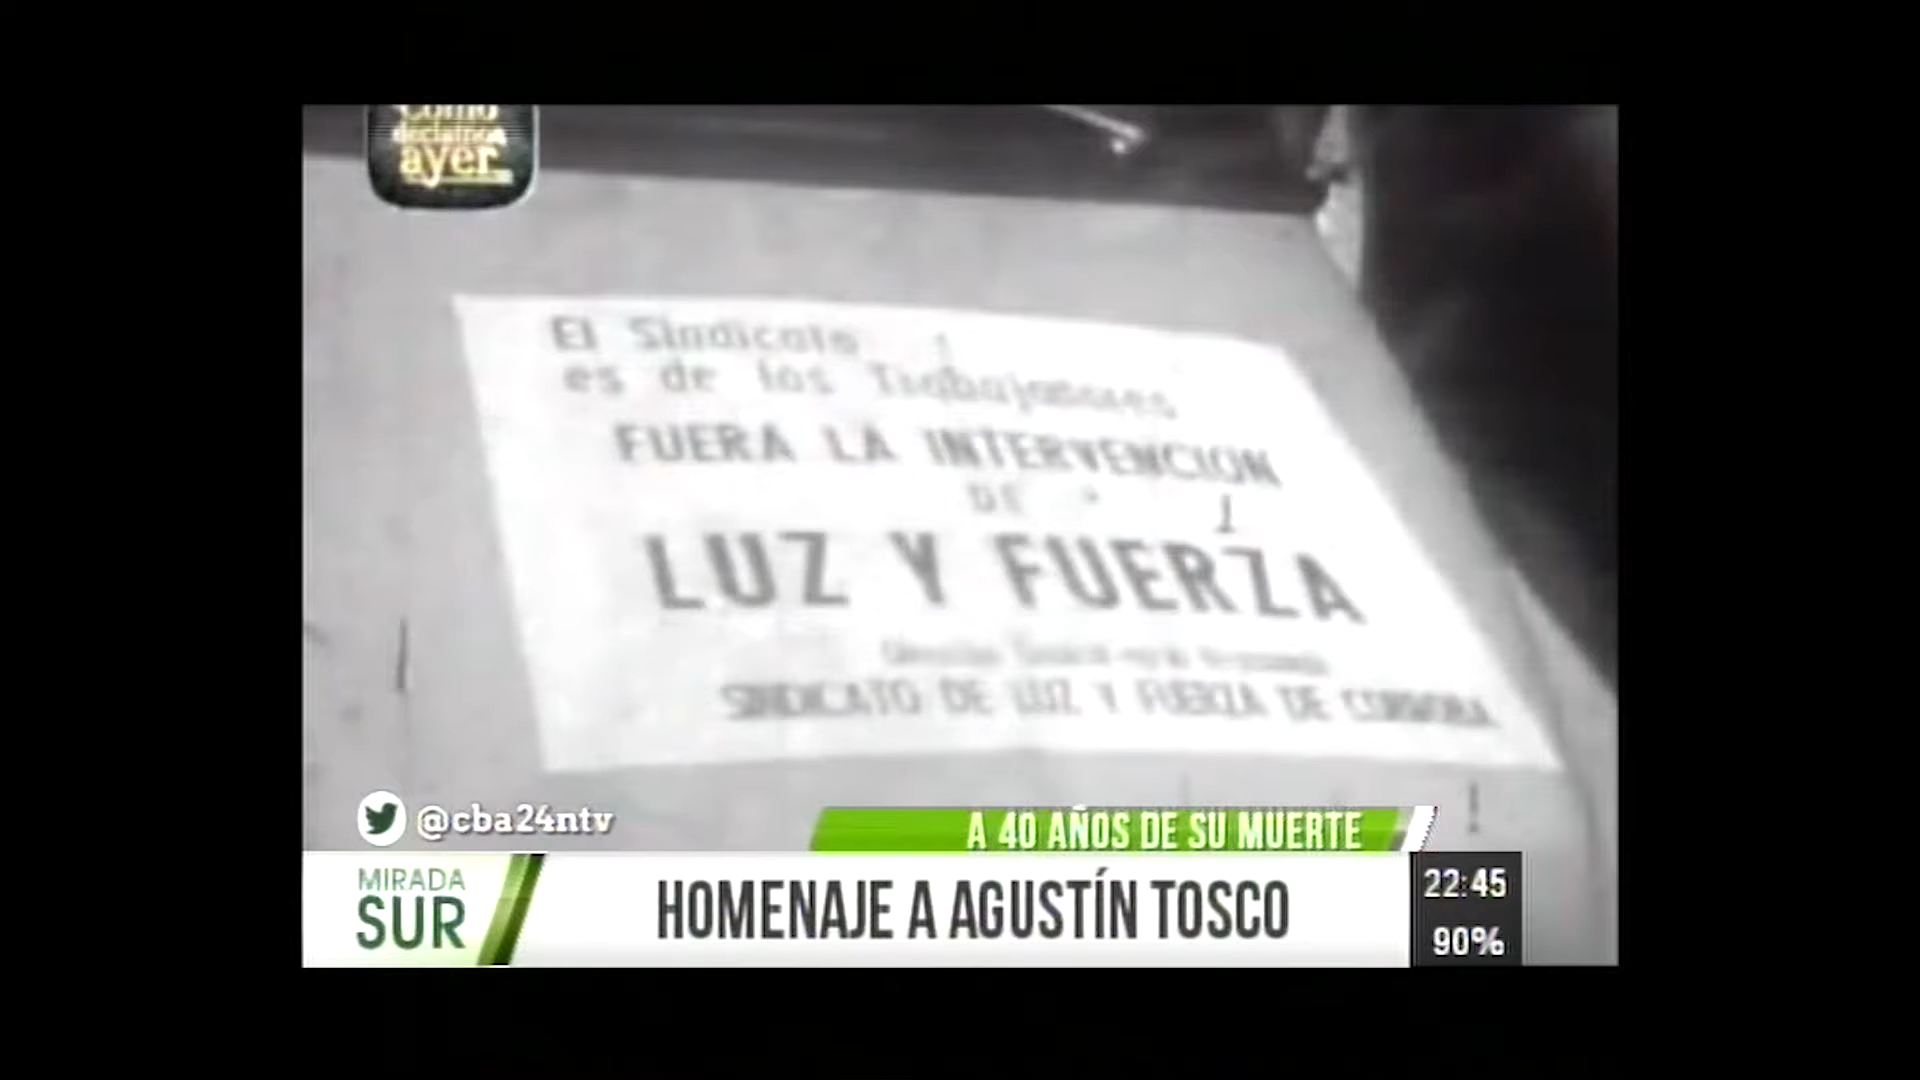 Como
decíamos
ayer
El Sindicato
es de los Trabajadores
FUERA LA INTERVENCION
DE
LUZ Y FUERZA
SINDICATO DE LUZ Y FUERZA DE CORDOBA
@cba24ntv
A 40 AÑOS DE SU MUERTE
MIRADA
SUR
HOMENAJE A AGUSTÍN TOSCO
22:45
90%